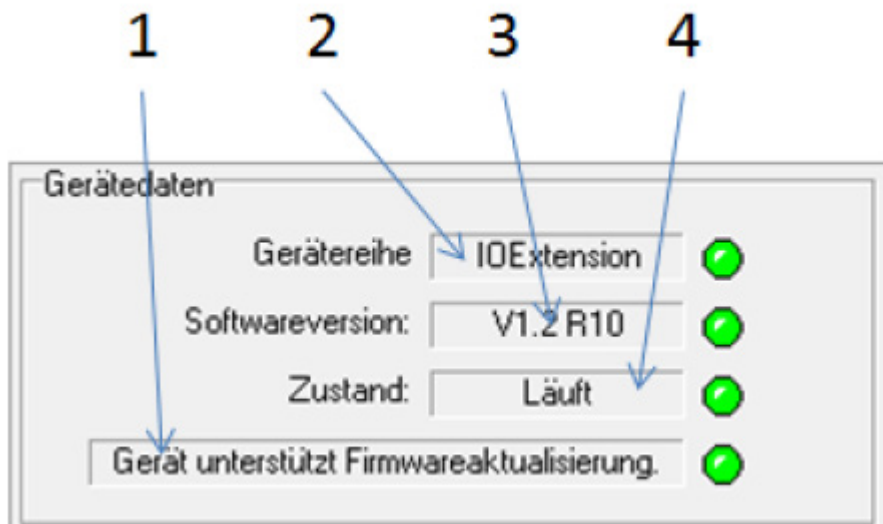 1 2 3 4
Gerätedaten
Gerätereihe IOExtension
Softwareversion: V1.2 R10
Zustand: Läuft
Gerät unterstützt Firmwareaktualisierung.